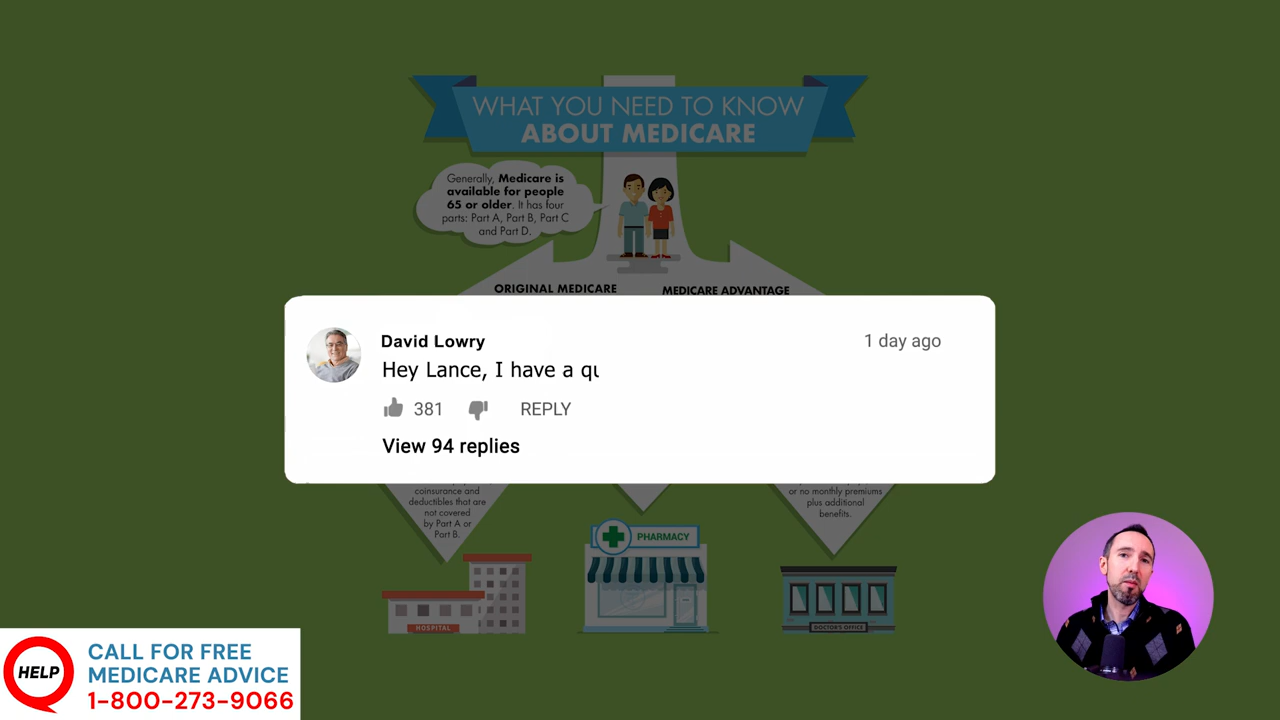 WHAT YOU NEED TO KNOW
ABOUT MEDICARE
Generally, Medicare is
available for people
65 or older. It has four
parts: Part A, Part B, Part C
and Part D.
ORIGINAL MEDICARE
MEDICARE ADVANTAGE
David Lowry
1 day ago
Hey Lance, I have a qu
381
REPLY
View 94 replies
coinsurance and
deductibles that are
not covered
by Part A or
Part B.
or no monthly premiums
plus additional
benefits.
PHARMACY
HOSPITAL
DOCTOR'S OFFICE
HELP
CALL FOR FREE
MEDICARE ADVICE
1-800-273-9066